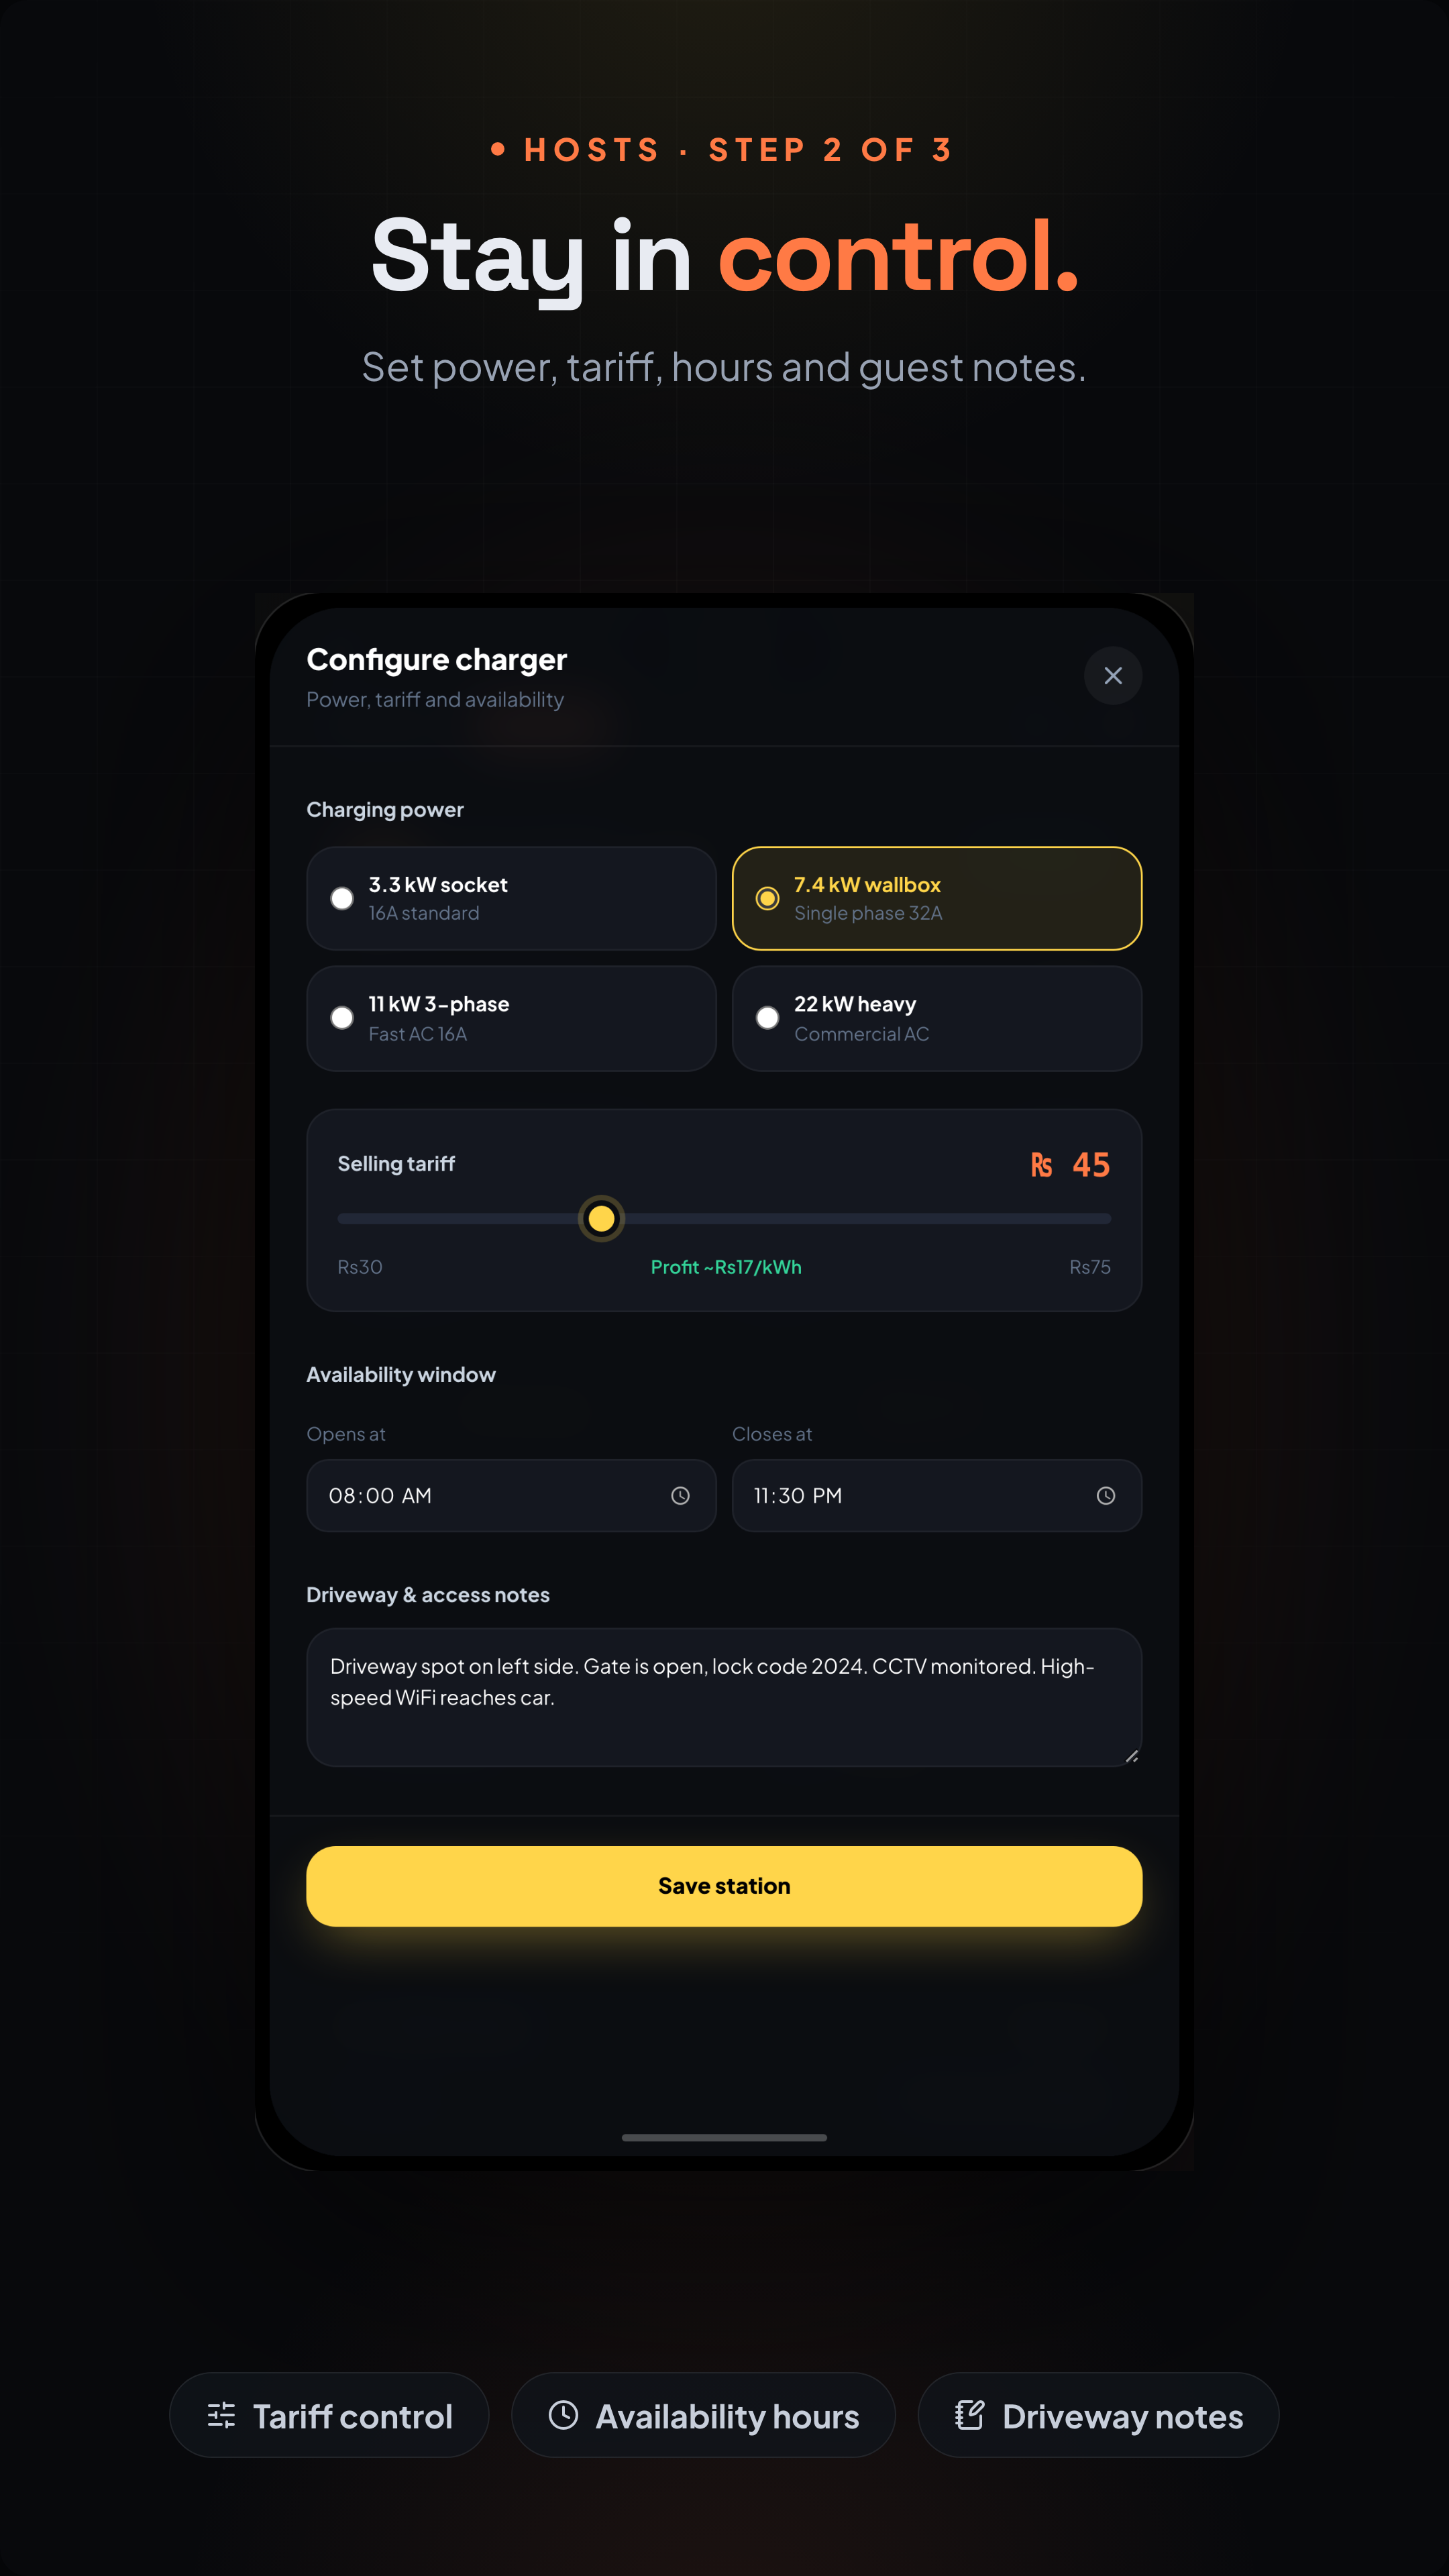 HOSTS · STEP 2 OF 3
Stay in control.
Set power, tariff, hours and guest notes.
Configure charger
Power, tariff and availability
Charging power
3.3 kW socket
16A standard
7.4 kW wallbox
Single phase 32A
11 kW 3-phase
Fast AC 16A
22 kW heavy
Commercial AC
Selling tariff
₨ 45
Rs30
Profit ~Rs17/kWh
Rs75
Availability window
Opens at
Closes at
08:00 AM
11:30 PM
Driveway & access notes
Driveway spot on left side. Gate is open, lock code 2024. CCTV monitored. High-
speed WiFi reaches car.
Save station
Tariff control
Availability hours
Driveway notes